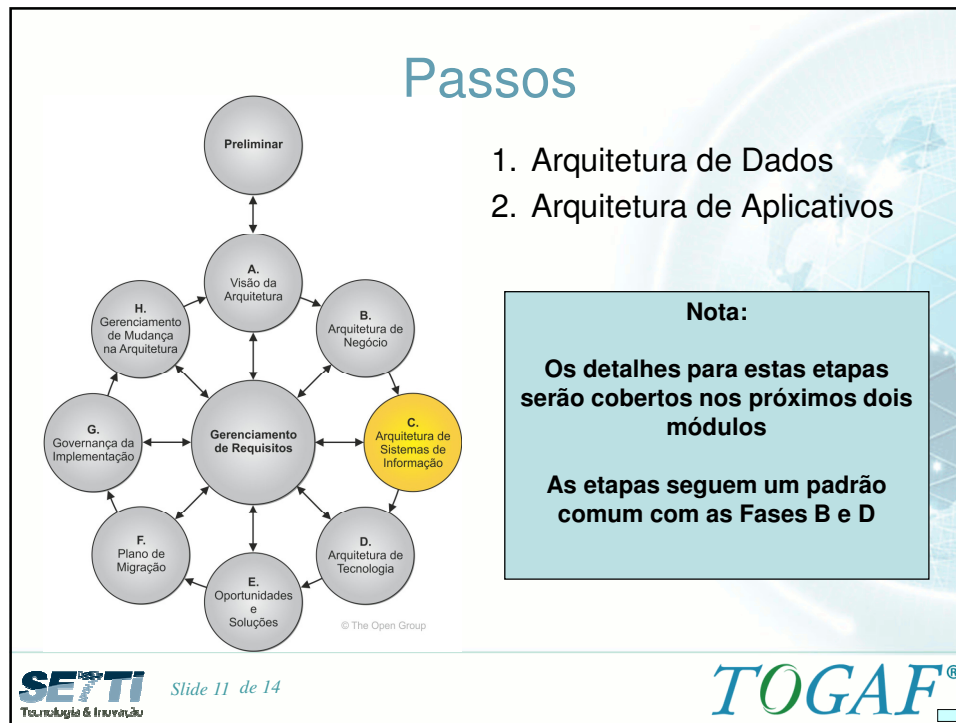 Passos
Preliminar
A.
Visão da
Arquitetura
B.
Arquitetura de
Negócio
C.
Arquitetura de
Sistemas de
Informação
D.
Arquitetura de
Tecnologia
E.
Oportunidades
e
Soluções
F.
Plano de
Migração
G.
Governança da
Implementação
H.
Gerenciamento
de Mudança
na Arquitetura
Gerenciamento
de Requisitos
© The Open Group
1. Arquitetura de Dados
2. Arquitetura de Aplicativos
Nota:
Os detalhes para estas etapas
serão cobertos nos próximos dois
módulos
As etapas seguem um padrão
comum com as Fases B e D
Tecnologia & Inovação
Slide 11 de 14
TOGAF®